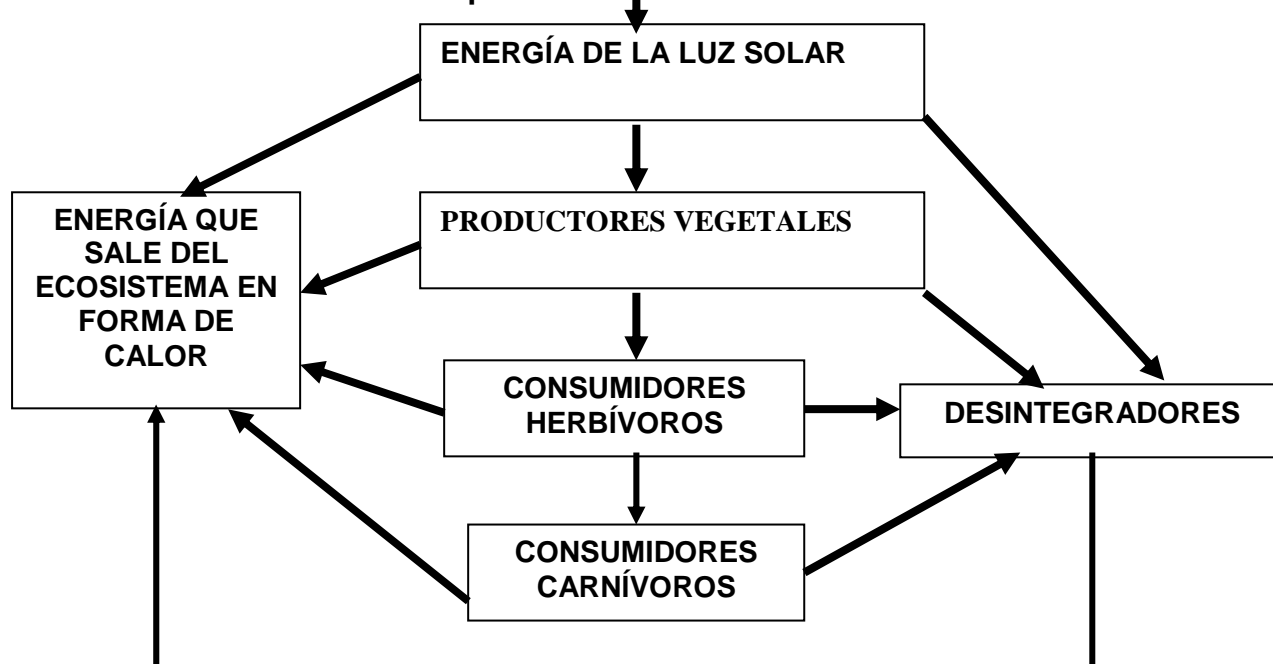 ENERGÍA DE LA LUZ SOLAR
ENERGÍA QUE
SALE DEL
ECOSISTEMA EN
FORMA DE
CALOR
PRODUCTORES VEGETALES
CONSUMIDORES
HERBÍVOROS
DESINTEGRADORES
CONSUMIDORES
CARNÍVOROS